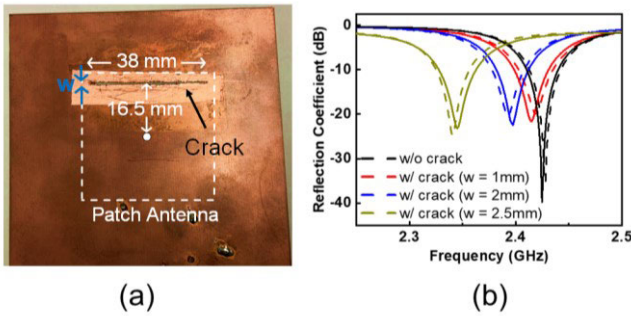 (a)
38 mm
w
16.5 mm
Crack
Patch Antenna
(a)
(b)
Reflection Coefficient (dB)
0
-10
-20
-30
-40
w/o crack
w/ crack (w = 1mm)
w/ crack (w = 2mm)
w/ crack (w = 2.5mm)
2.3
2.4
2.5
Frequency (GHz)
(b)